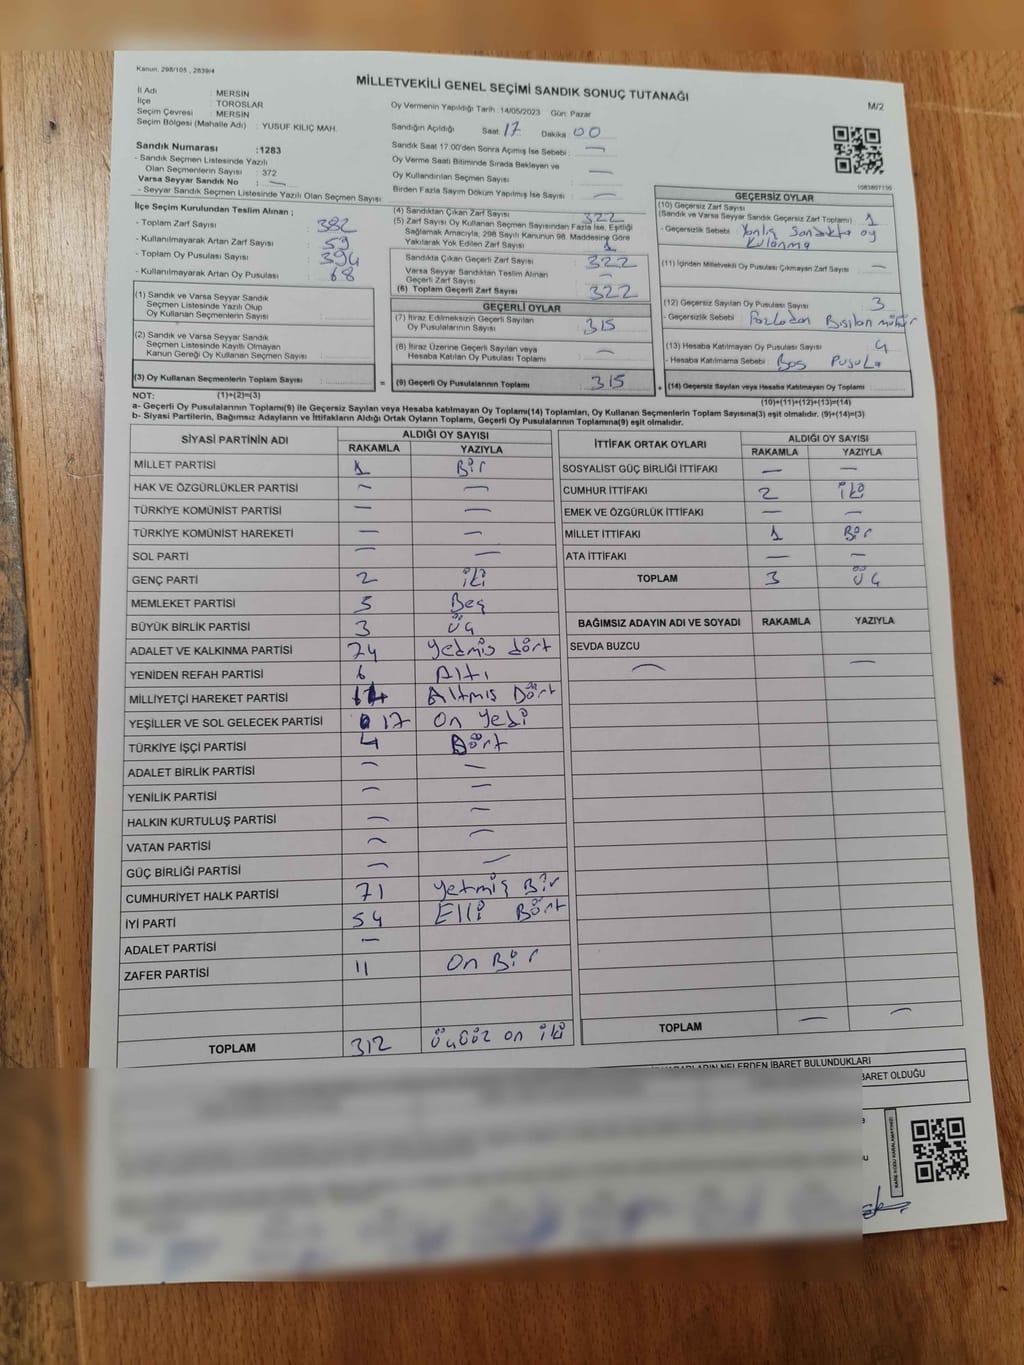 Kanun: 298/105 , 2839/4
MİLLETVEKİLİ GENEL SEÇİMİ SANDIK SONUÇ TUTANAĞI
M/2
İl Adı : MERSİN
İlçe : TOROSLAR
Seçim Çevresi : MERSİN
Seçim Bölgesi (Mahalle Adı) : YUSUF KILIÇ MAH.
Oy Vermenin Yapıldığı Tarih :14/05/2023 Gün: Pazar
Sandığın Açıldığı Saat: 17 Dakika: 00
Sandık Saat 17:00'den Sonra Açımış İse Sebebi : —
Oy Verme Saati Bitiminde Sırada Bekleyen ve
Oy Kullandırılan Seçmen Sayısı : —
Birden Fazla Sayım Döküm Yapılmış İse Sayısı : —
Sandık Numarası :1283
- Sandık Seçmen Listesinde Yazılı
Olan Seçmenlerin Sayısı : 372
Varsa Seyyar Sandık No : —
- Seyyar Sandık Seçmen Listesinde Yazılı Olan Seçmen Sayısı:
İlçe Seçim Kurulundan Teslim Alınan ;
- Toplam Zarf Sayısı : 382
- Kullanılmayarak Artan Zarf Sayısı : 59
- Toplam Oy Pusulası Sayısı : 394
- Kullanılmayarak Artan Oy Pusulası : 68
(1) Sandık ve Varsa Seyyar Sandık
Seçmen Listesinde Yazılı Olup
Oy Kullanan Seçmenlerin Sayısı :
(2) Sandık ve Varsa Seyyar Sandık
Seçmen Listesinde Kayıtlı Olmayan
Kanun Gereği Oy Kullanan Seçmen Sayısı :
(3) Oy Kullanan Seçmenlerin Toplam Sayısı :
(4) Sandıktan Çıkan Zarf Sayısı : 322
(5) Zarf Sayısı Oy Kullanan Seçmen Sayısından Fazla İse, Eşitliği
Sağlamak Amacıyla, 298 Sayılı Kanunun 98. Maddesine Göre
Yakılarak Yok Edilen Zarf Sayısı : 1
Sandıkta Çıkan Geçerli Zarf Sayısı : 322
Varsa Seyyar Sandıktan Teslim Alınan
Geçerli Zarf Sayısı : —
(6) Toplam Geçerli Zarf Sayısı : 322
GEÇERLİ OYLAR
(7) İtiraz Edilmeksizin Geçerli Sayılan
Oy Pusulalarının Sayısı : 315
(8) İtiraz Üzerine Geçerli Sayılan veya
Hesaba Katılan Oy Pusulası Toplamı : —
= (9) Geçerli Oy Pusulalarının Toplamı : 315
1083897130
GEÇERSİZ OYLAR
(10) Geçersiz Zarf Sayısı
(Sandık ve Varsa Seyyar Sandık Geçersiz Zarf Toplamı) : 1
- Geçersizlik Sebebi : Yanlış Sandıkta oy
kulanma
(11) İçinden Milletvekili Oy Pusulası Çıkmayan Zarf Sayısı : —
(12) Geçersiz Sayılan Oy Pusulası Sayısı : 3
- Geçersizlik Sebebi : Fazladan Basılan mühür
(13) Hesaba Katılmayan Oy Pusulası Sayısı : 4
- Hesaba Katılmama Sebebi : Boş Pusula
+ (14) Geçersiz Sayılan veya Hesaba Katılmayan Oy Toplamı :
NOT: (1)+(2)=(3)
(10)+(11)+(12)+(13)=(14)
a- Geçerli Oy Pusulalarının Toplamı(9) ile Geçersiz Sayılan veya Hesaba katılmayan Oy Toplamı(14) Toplamları, Oy Kullanan Seçmenlerin Toplam Sayısına(3) eşit olmalıdır. (9)+(14)=(3)
b- Siyasi Partilerin, Bağımsız Adayların ve İttifakların Aldığı Ortak Oyların Toplamı, Geçerli Oy Pusulalarının Toplamına(9) eşit olmalıdır.
SİYASİ PARTİNİN ADI ALDIĞI OY SAYISI
RAKAMLA YAZIYLA
MİLLET PARTİSİ 1 Bir
HAK VE ÖZGÜRLÜKLER PARTİSİ — —
TÜRKİYE KOMÜNİST PARTİSİ — —
TÜRKİYE KOMÜNİST HAREKETİ — —
SOL PARTİ — —
GENÇ PARTİ 2 iki
MEMLEKET PARTİSİ 5 Beş
BÜYÜK BİRLİK PARTİSİ 3 Üç
ADALET VE KALKINMA PARTİSİ 74 yetmiş dört
YENİDEN REFAH PARTİSİ 6 Altı
MİLLİYETÇİ HAREKET PARTİSİ 64 Altmış Dört
YEŞİLLER VE SOL GELECEK PARTİSİ 17 On yedi
TÜRKİYE İŞÇİ PARTİSİ 4 Dört
ADALET BİRLİK PARTİSİ — —
YENİLİK PARTİSİ — —
HALKIN KURTULUŞ PARTİSİ — —
VATAN PARTİSİ — —
GÜÇ BİRLİĞİ PARTİSİ — —
CUMHURİYET HALK PARTİSİ 71 yetmiş Bir
İYİ PARTİ 54 Elli Dört
ADALET PARTİSİ —
ZAFER PARTİSİ 11 On Bir
TOPLAM 312 üçyüz on iki
İTTİFAK ORTAK OYLARI ALDIĞI OY SAYISI
RAKAMLA YAZIYLA
SOSYALİST GÜÇ BİRLİĞİ İTTİFAKI — —
CUMHUR İTTİFAKI 2 iki
EMEK VE ÖZGÜRLÜK İTTİFAKI — —
MİLLET İTTİFAKI 1 Bir
ATA İTTİFAKI — —
TOPLAM 3 Üç
BAĞIMSIZ ADAYIN ADI VE SOYADI RAKAMLA YAZIYLA
SEVDA BUZCU
— —
TOPLAM — —
NELERDEN İBARET BULUNDUKLARI
BARET OLDUĞU